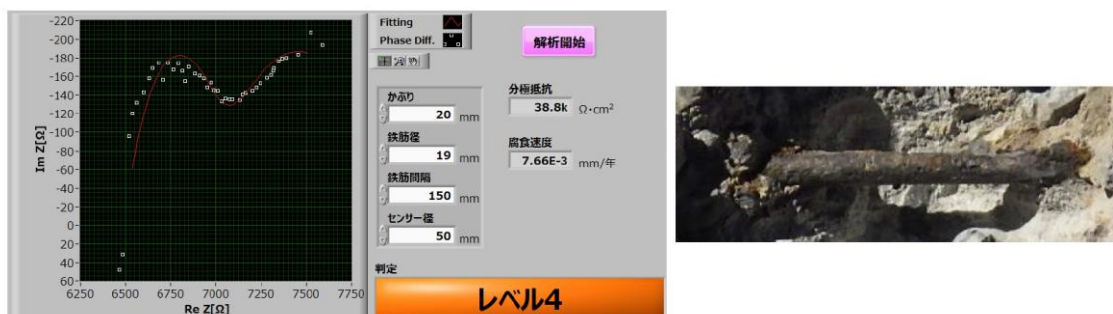 Fitting
Phase Diff.
解析開始
かぶり
20 mm
鉄筋径
19 mm
鉄筋間隔
150 mm
センサー径
50 mm
分極抵抗
38.8k Ω・cm²
腐食速度
7.66E-3 mm/年
判定
レベル4
Im Z[Ω]
-220
-200
-180
-160
-140
-120
-100
-80
-60
-40
-20
0
20
40
60
6250 6500 6750 7000 7250 7500 7750
Re Z[Ω]